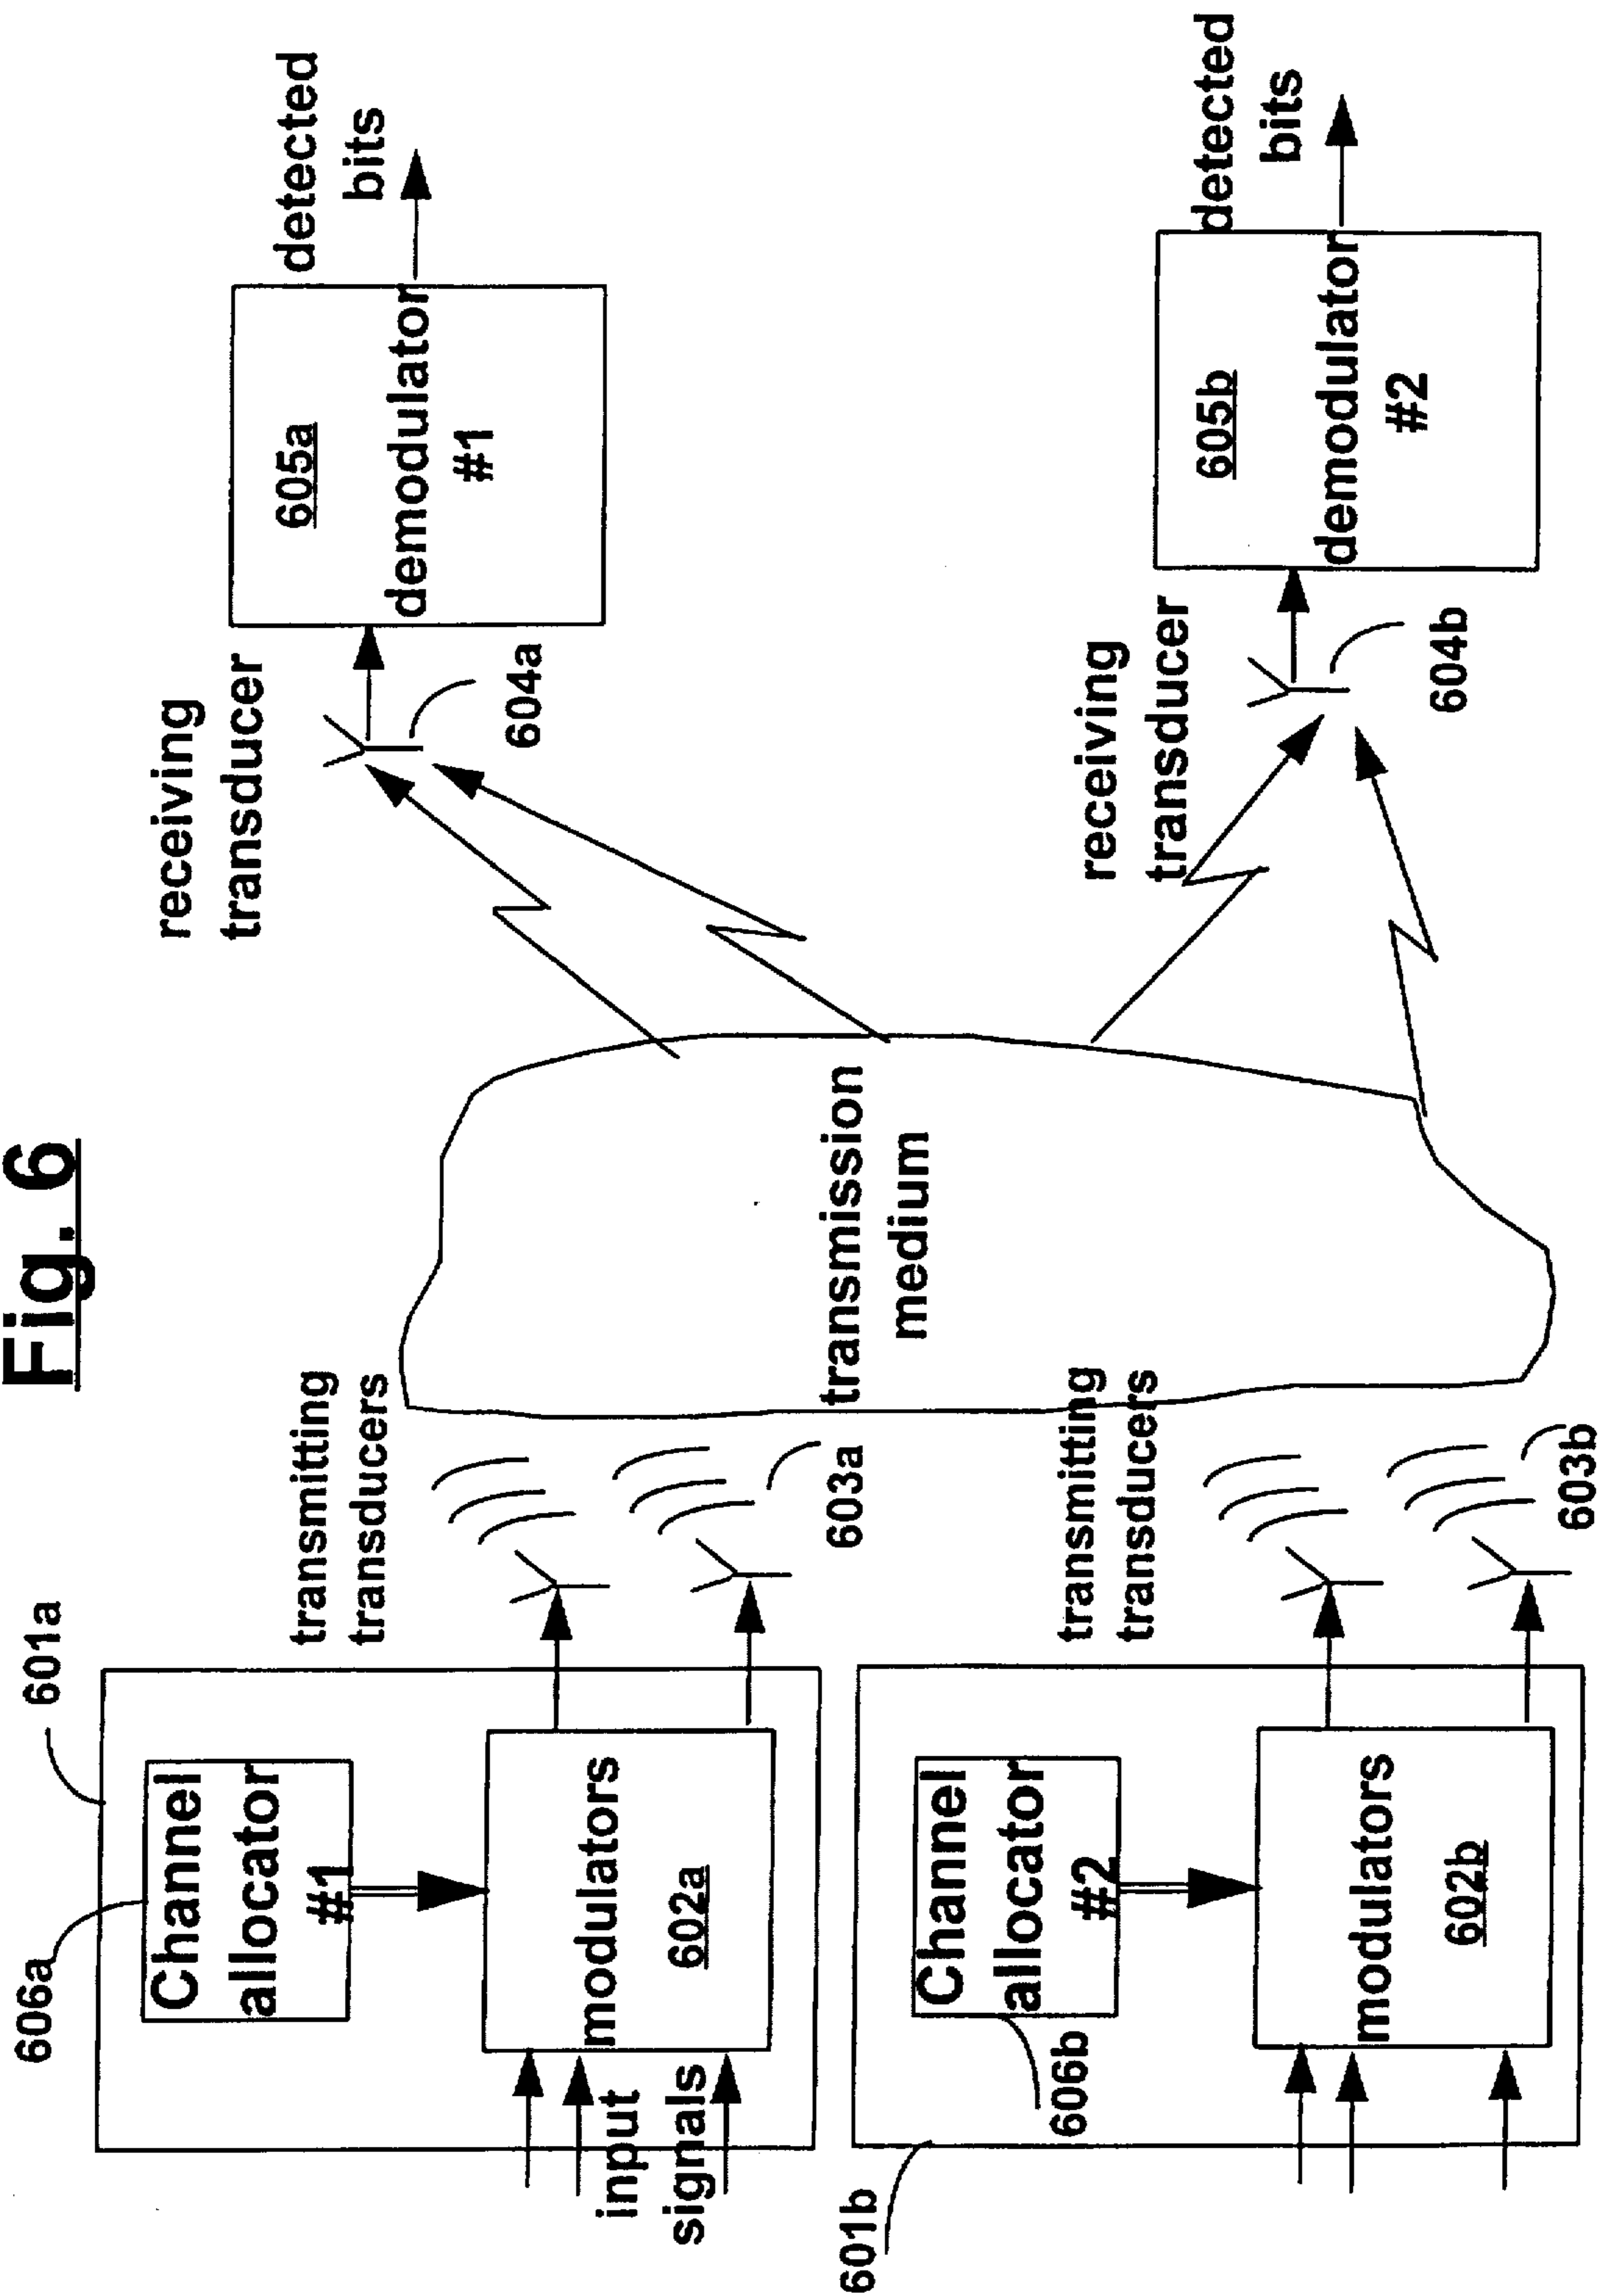 Fig. 6
601a
606a
Channel
allocator
#1
modulators
602a
input
signals
transmitting
transducers
603a
601b
606b
Channel
allocator
#2
modulators
602b
transmitting
transducers
603b
transmission
medium
receiving
transducer
604a
605a
demodulator
#1
detected
bits
receiving
transducer
604b
605b
demodulator
#2
detected
bits